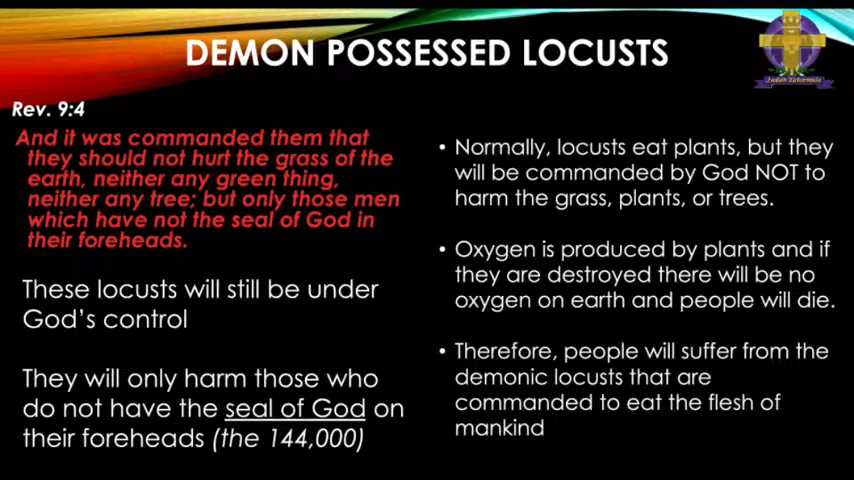 DEMON POSSESSED LOCUSTS
Judah Tabernacle
Rev. 9:4
And it was commanded them that
they should not hurt the grass of the
earth, neither any green thing,
neither any tree; but only those men
which have not the seal of God in
their foreheads.
These locusts will still be under
God's control
They will only harm those who
do not have the seal of God on
their foreheads (the 144,000)
• Normally, locusts eat plants, but they
will be commanded by God NOT to
harm the grass, plants, or trees.
• Oxygen is produced by plants and if
they are destroyed there will be no
oxygen on earth and people will die.
• Therefore, people will suffer from the
demonic locusts that are
commanded to eat the flesh of
mankind